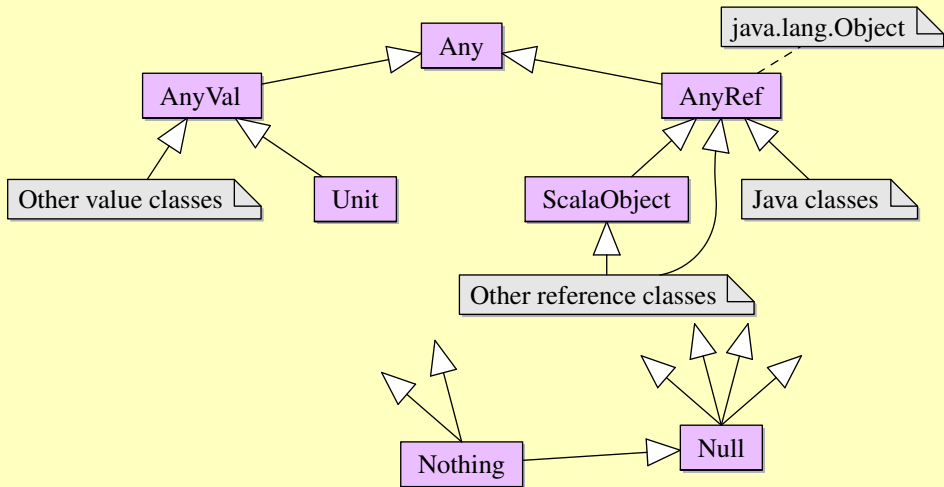 java.lang.Object
Any
AnyVal
AnyRef
Other value classes
Unit
ScalaObject
Java classes
Other reference classes
Nothing
Null